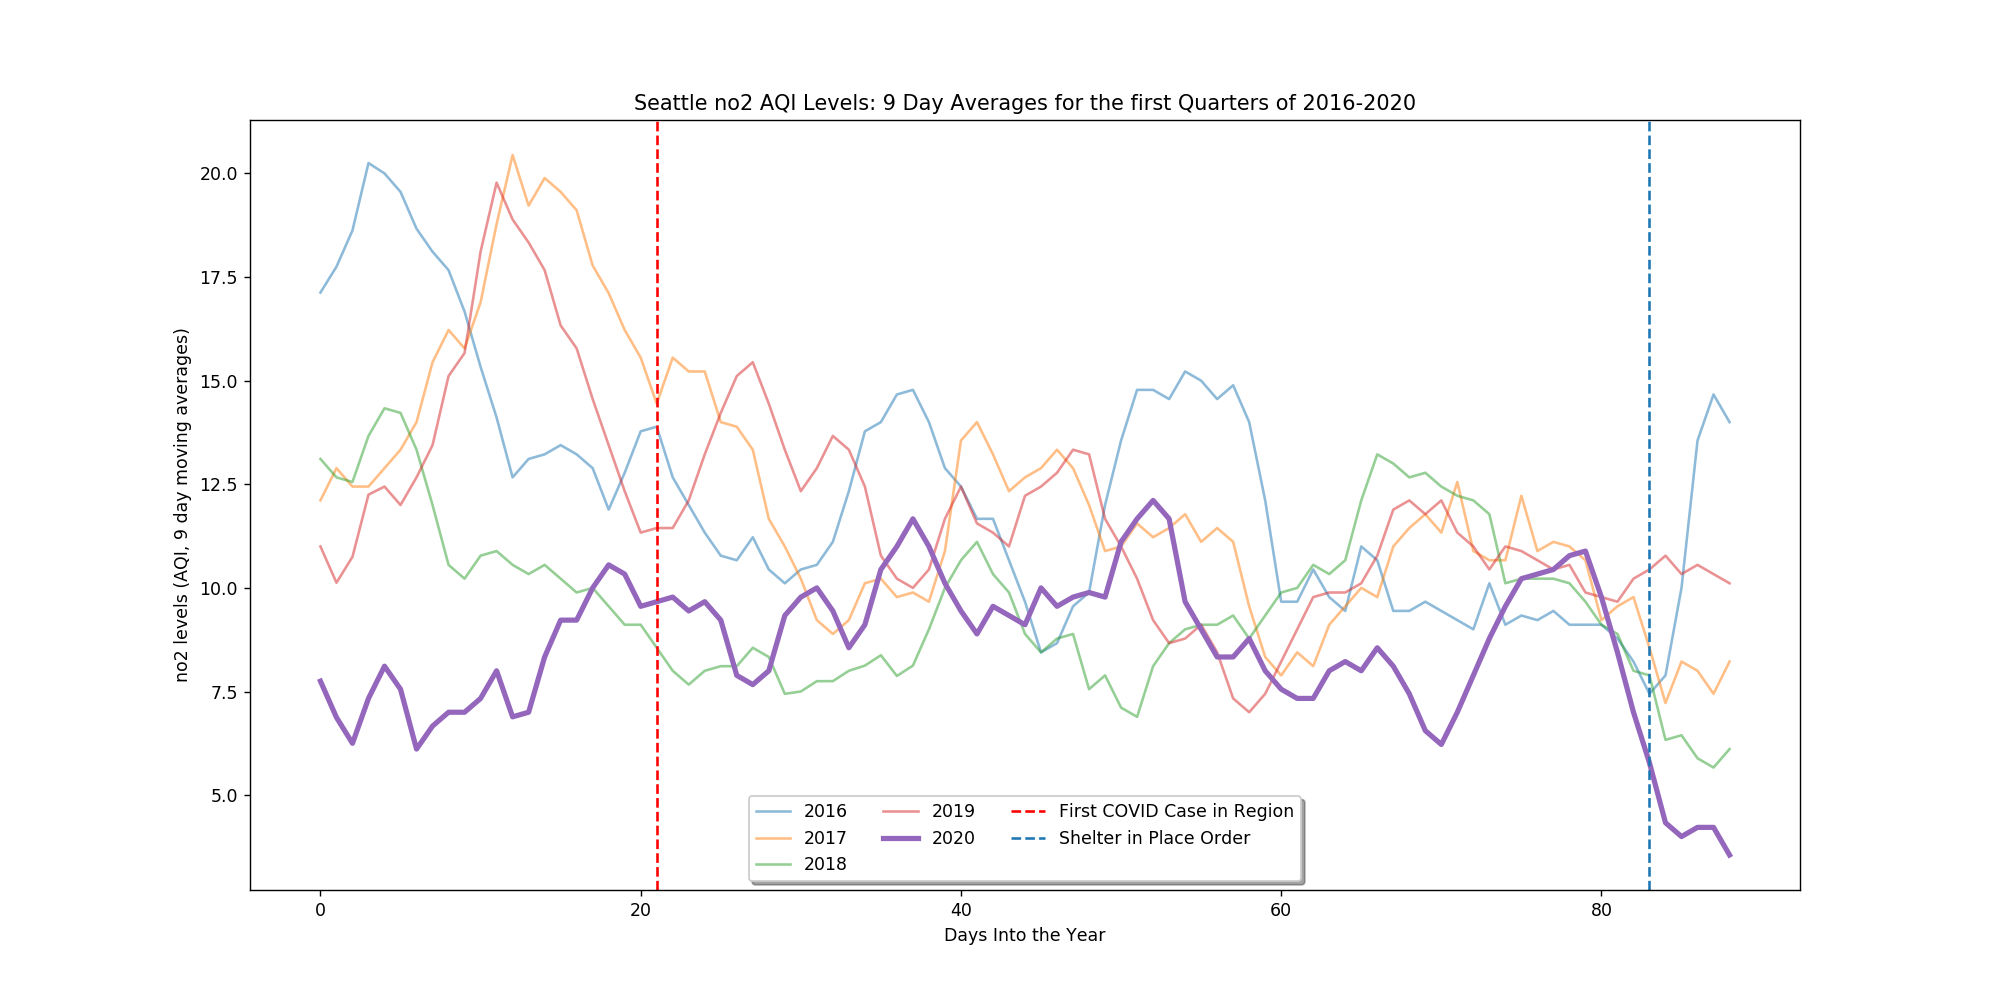 Seattle no2 AQI Levels: 9 Day Averages for the first Quarters of 2016-2020
no2 levels (AQI, 9 day moving averages)
20.0
17.5
15.0
12.5
10.0
7.5
5.0
2016 2019 First COVID Case in Region
2017 2020 Shelter in Place Order
2018
0 20 40 60 80
Days Into the Year